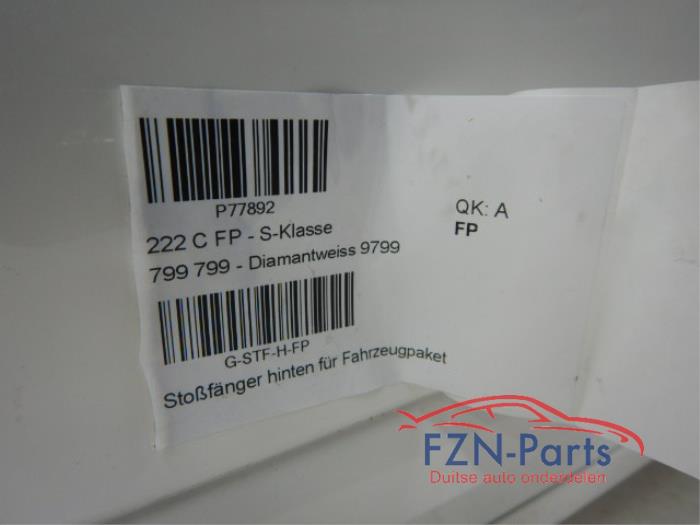 P77892
222 C FP - S-Klasse
799 799 - Diamantweiss 9799
G-STF-H-FP
Stoßfänger hinten für Fahrzeugpaket
QK: A
FP
FZN-Parts
Duitse auto onderdelen